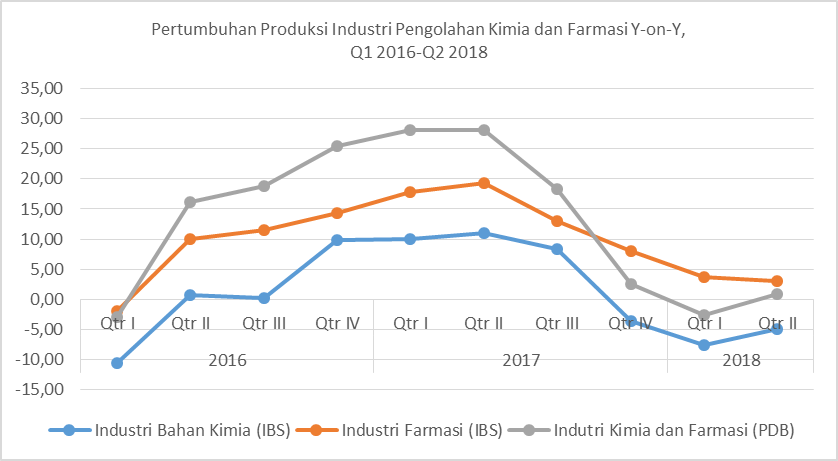 Pertumbuhan Produksi Industri Pengolahan Kimia dan Farmasi Y-on-Y,
Q1 2016-Q2 2018
35,00
30,00
25,00
20,00
15,00
10,00
5,00
0,00
-5,00
-10,00
-15,00
Qtr I Qtr II Qtr III Qtr IV Qtr I Qtr II Qtr III Qtr IV Qtr I Qtr II
2016 2017 2018
Industri Bahan Kimia (IBS) Industri Farmasi (IBS) Indutri Kimia dan Farmasi (PDB)